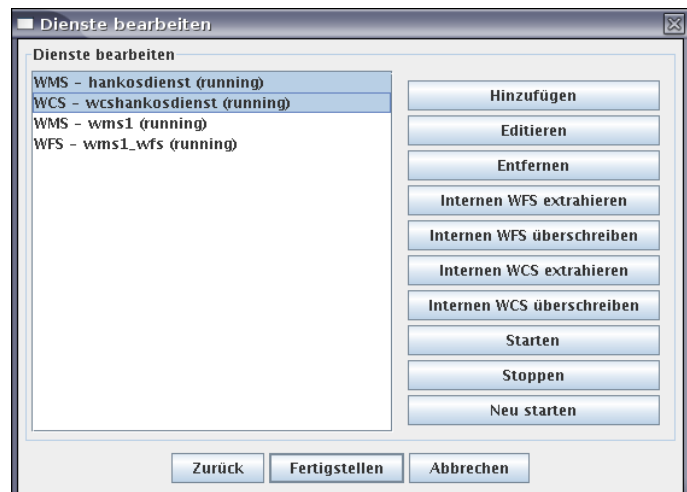 Dienste bearbeiten
Dienste bearbeiten
WMS - hankosdienst (running)
WCS - wcshankosdienst (running)
WMS - wms1 (running)
WFS - wms1_wfs (running)
Hinzufügen
Editieren
Entfernen
Internen WFS extrahieren
Internen WFS überschreiben
Internen WCS extrahieren
Internen WCS überschreiben
Starten
Stoppen
Neu starten
Zurück Fertigstellen Abbrechen